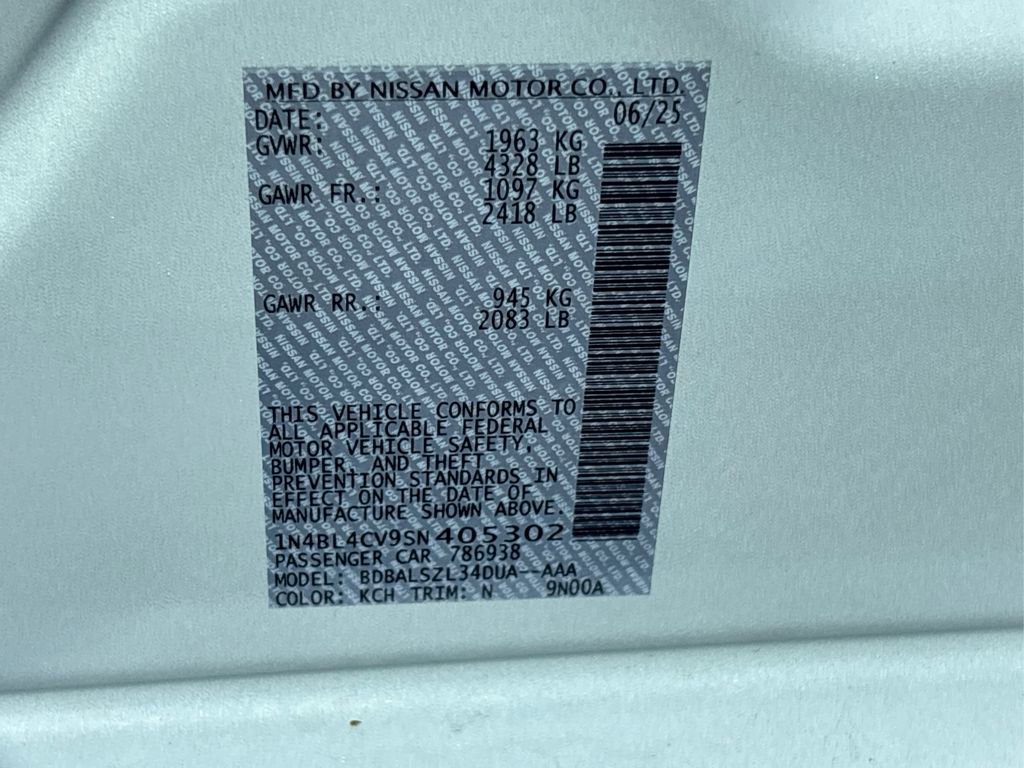 MFD BY NISSAN MOTOR CO., LTD.
DATE: 06/25
GVWR: 1963 KG
4328 LB
GAWR FR.: 1097 KG
2418 LB
GAWR RR.: 945 KG
2083 LB
THIS VEHICLE CONFORMS TO
ALL APPLICABLE FEDERAL
MOTOR VEHICLE SAFETY,
BUMPER, AND THEFT
PREVENTION STANDARDS IN
EFFECT ON THE DATE OF
MANUFACTURE SHOWN ABOVE.
1N4BL4CV9SN405302
PASSENGER CAR 786938
MODEL: BDBALSZL34DUA--AAA
COLOR: KCH TRIM: N 9N00A